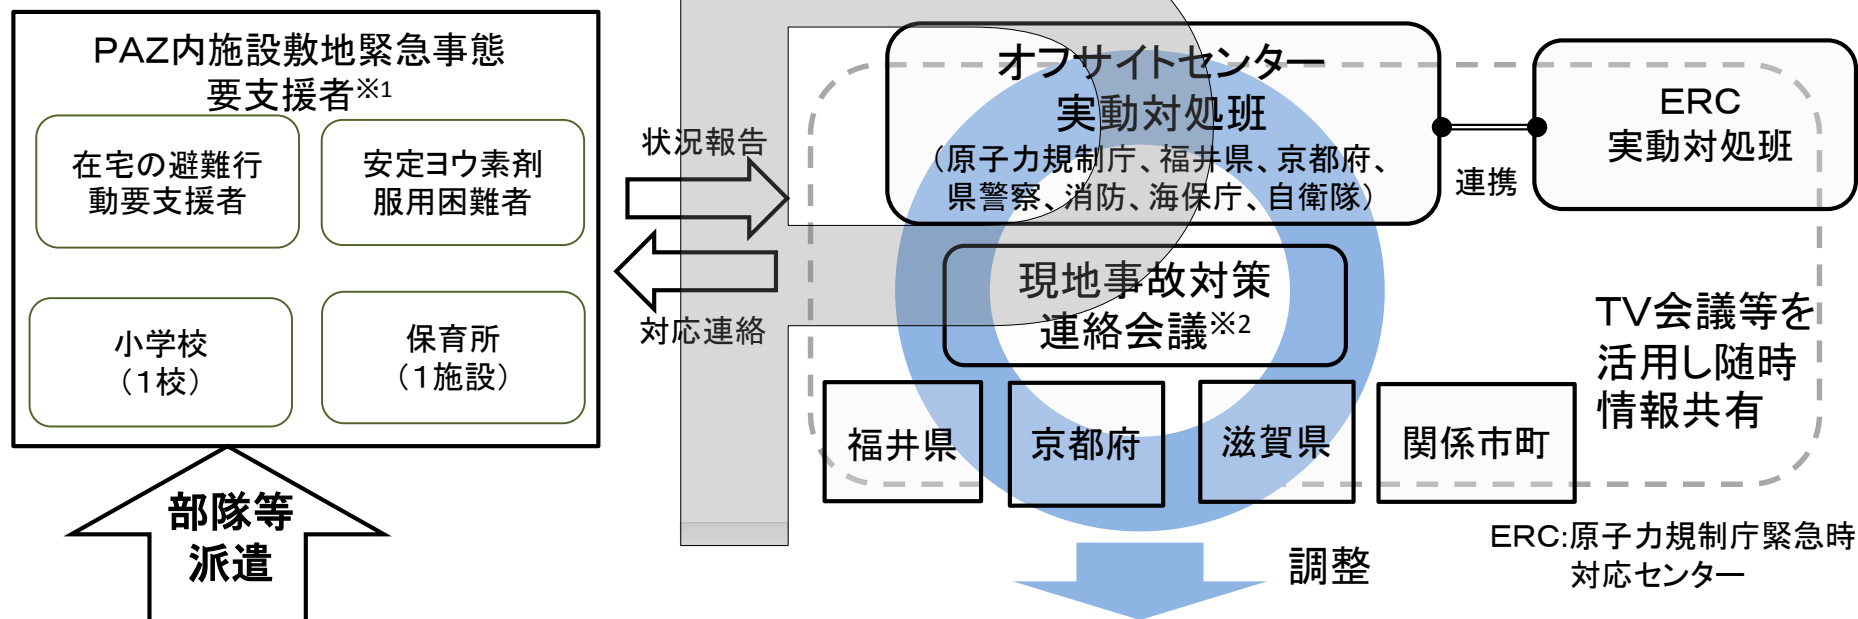 PAZ内施設敷地緊急事態
要支援者※1
在宅の避難行
動要支援者
安定ヨウ素剤
服用困難者
小学校
(1校)
保育所
(1施設)
部隊等
派遣
状況報告
対応連絡
オフサイトセンター
実動対処班
(原子力規制庁、福井県、京都府、
県警察、消防、海保庁、自衛隊)
連携
ERC
実動対処班
現地事故対策
連絡会議※2
TV会議等を
活用し随時
情報共有
福井県
京都府
滋賀県
関係市町
調整
ERC:原子力規制庁緊急時
対応センター